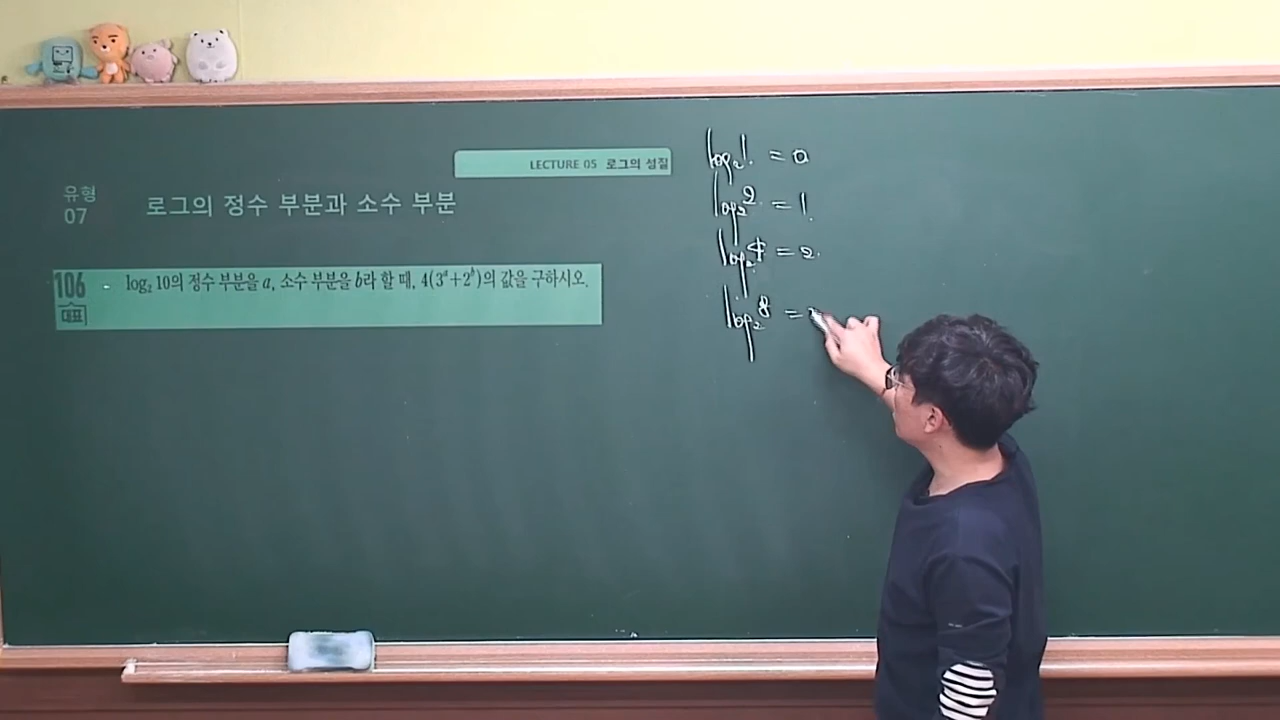 LECTURE 05 로그의 성질
유형
07
로그의 정수 부분과 소수 부분
106
대표
log₂ 10의 정수 부분을 a, 소수 부분을 b라 할 때, 4(3ᵃ+2ᵇ)의 값을 구하시오.
log₂1 = 0
log₂2 = 1
log₂4 = 2
log₂8 =